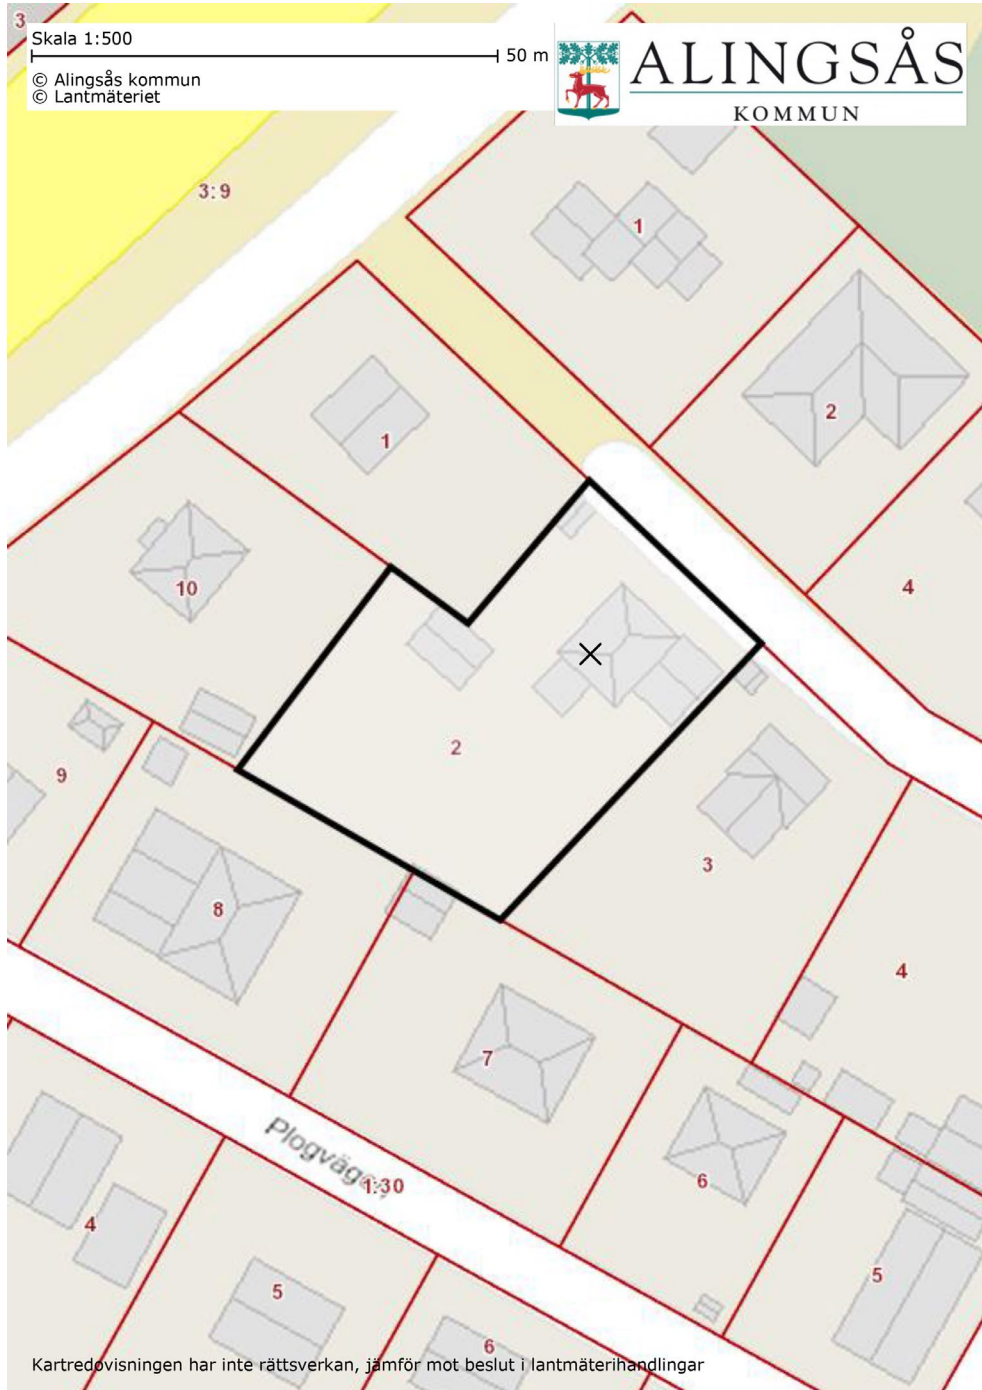 3
Skala 1:500
50 m
© Alingsås kommun
© Lantmäteriet
ALINGSÅS
KOMMUN
3:9
1
2
1
10
4
2
9
3
8
4
7
Plogvägen
1:30
6
4
5
5
6
Kartredovisningen har inte rättsverkan, jämför mot beslut i lantmäterihandlingar